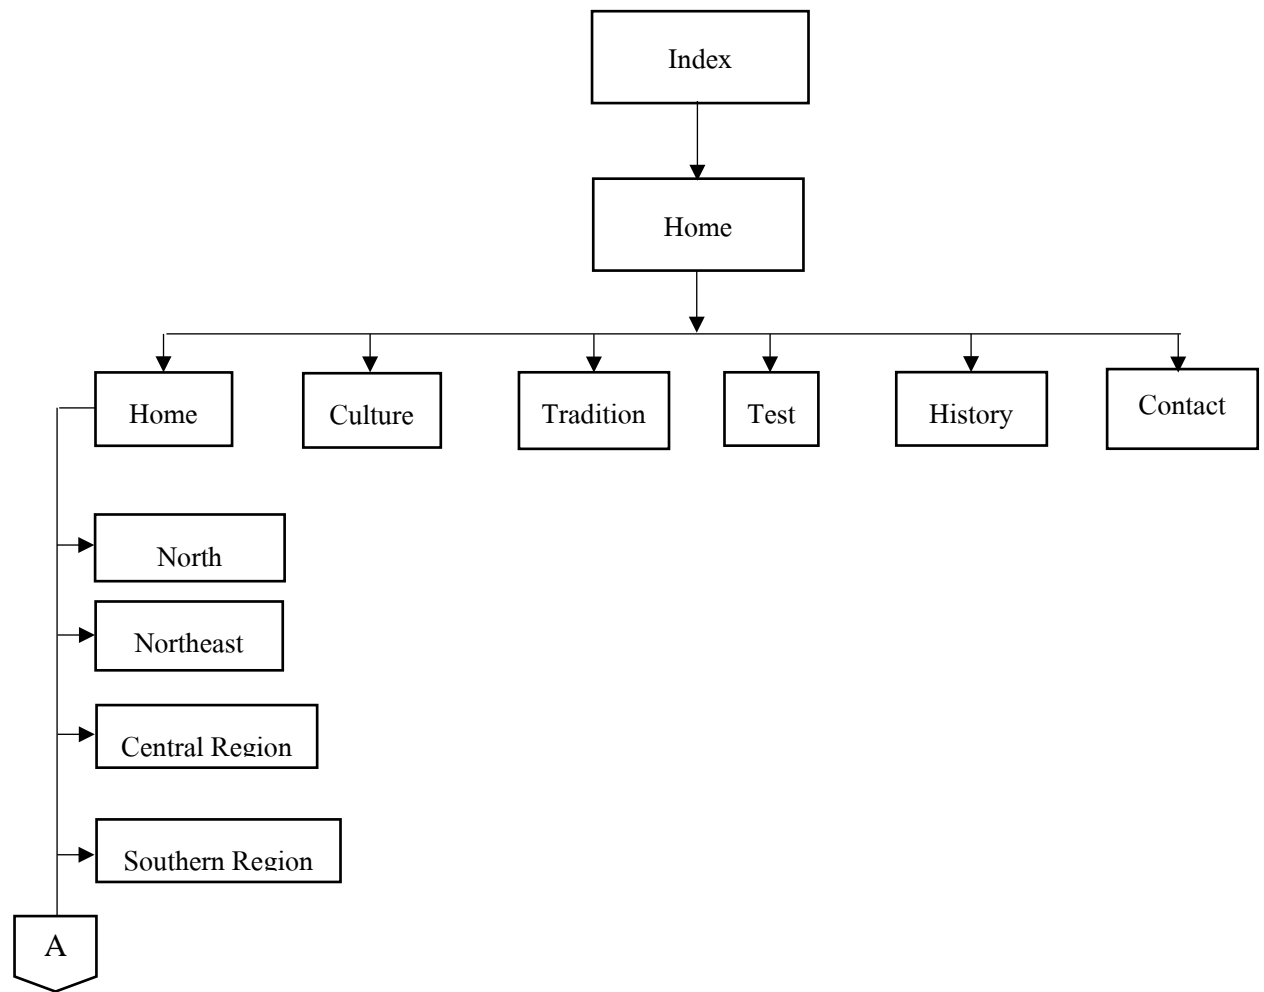 Index
Home
Home
Culture
Tradition
Test
History
Contact
North
Northeast
Central Region
Southern Region
A